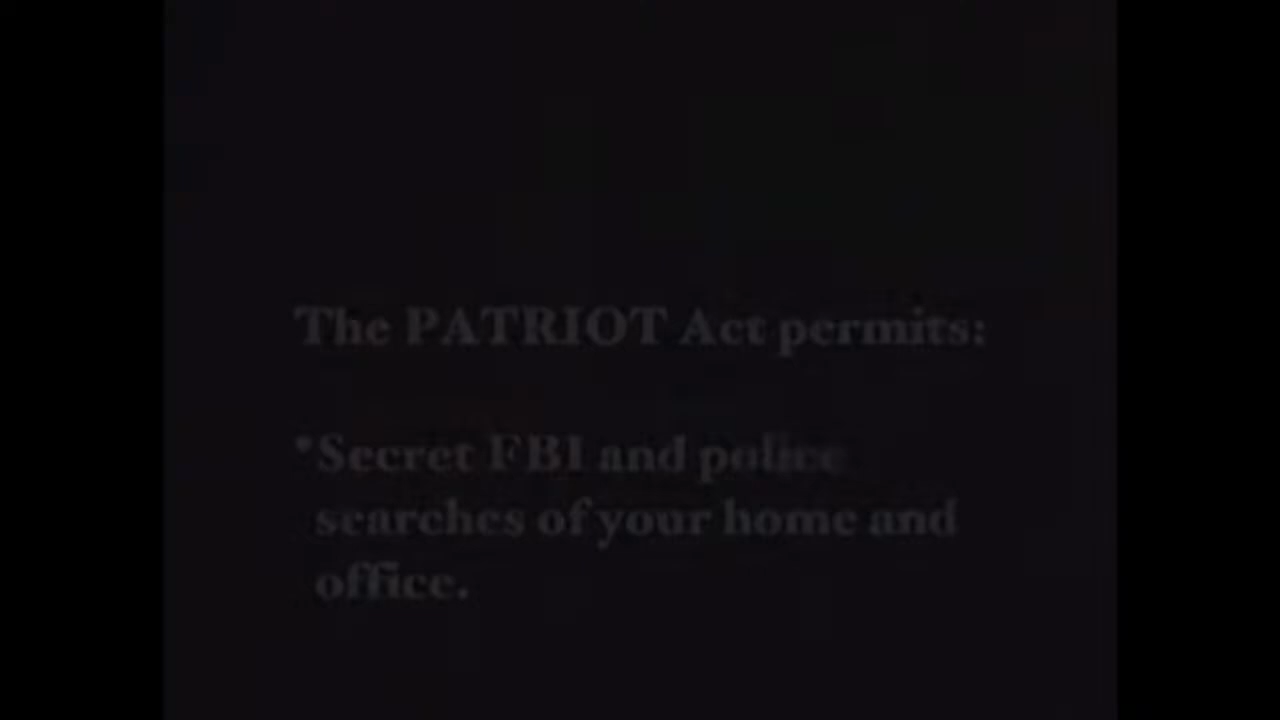 The PATRIOT Act permits:
*Secret FBI and police
searches of your home and
office.